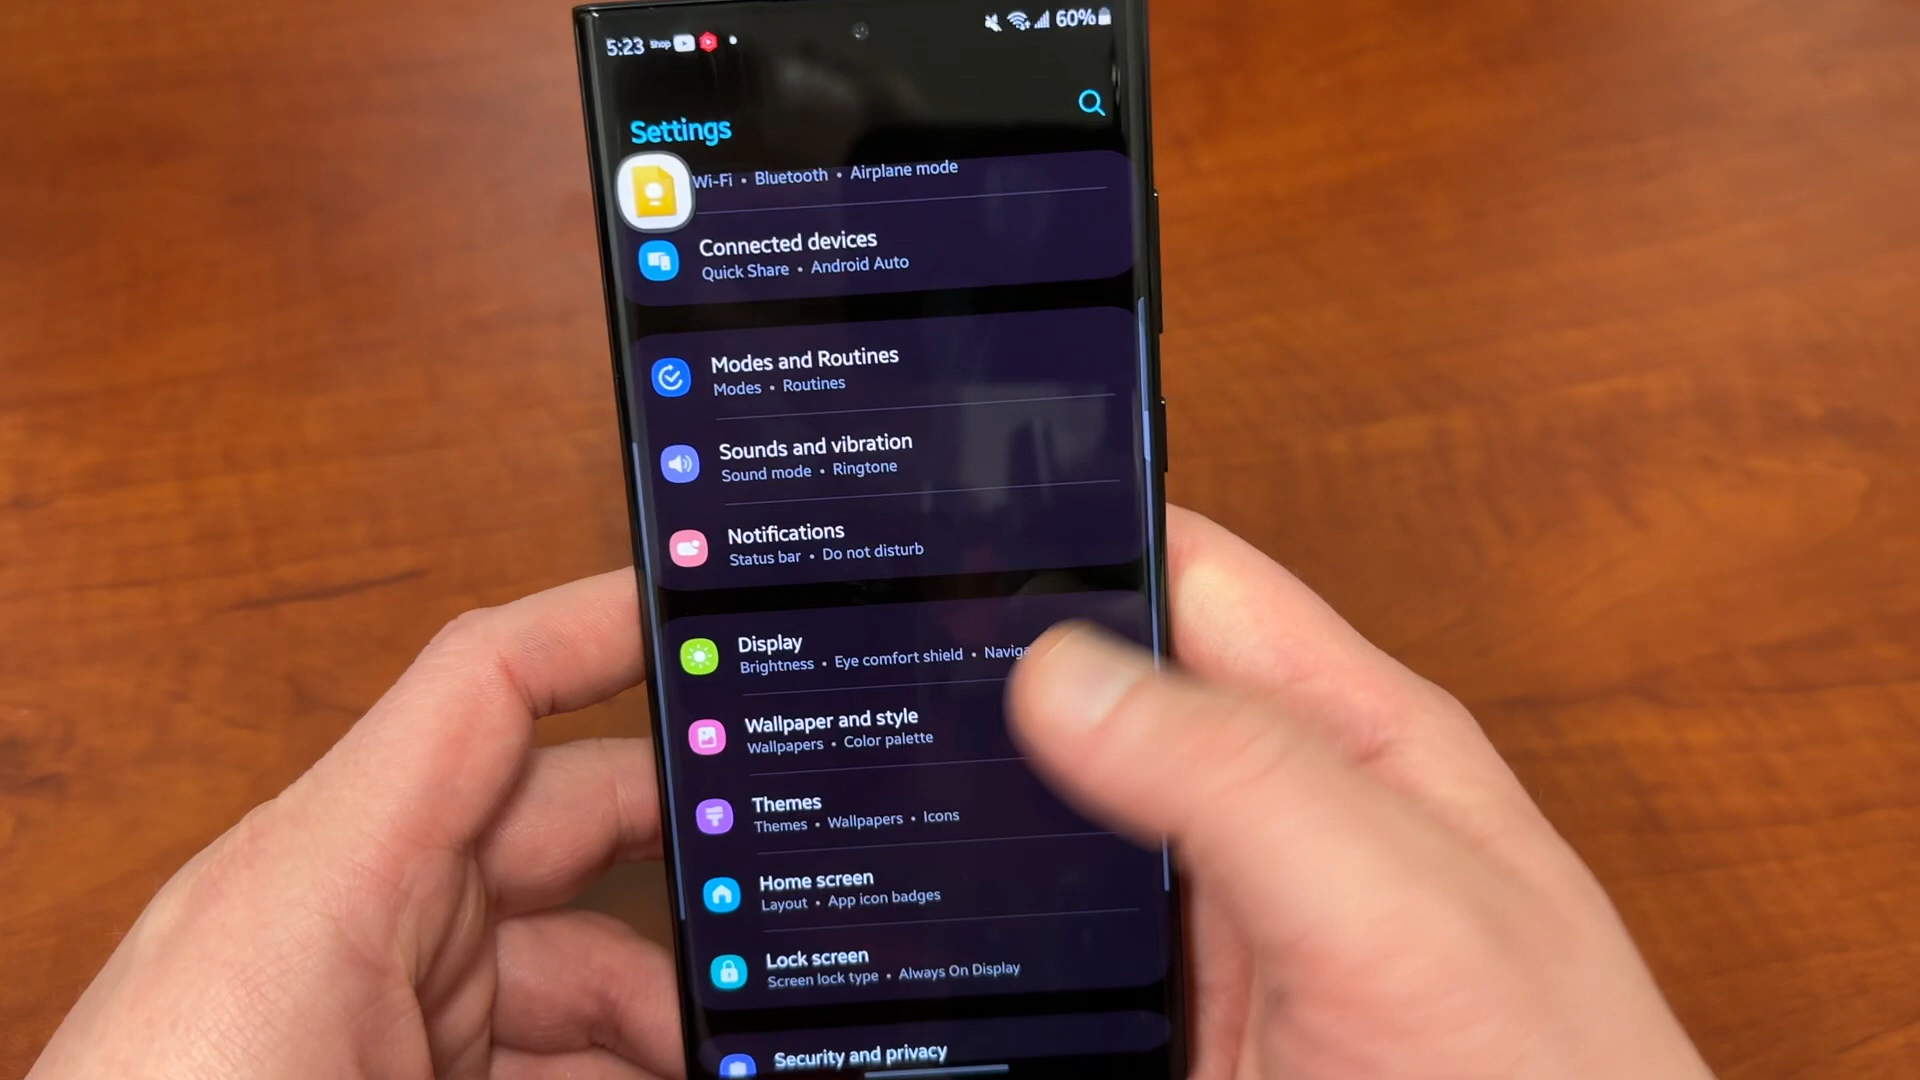 5:23 Shop
60%
Settings
Wi-Fi • Bluetooth • Airplane mode
Connected devices
Quick Share • Android Auto
Modes and Routines
Modes • Routines
Sounds and vibration
Sound mode • Ringtone
Notifications
Status bar • Do not disturb
Display
Brightness • Eye comfort shield • Naviga
Wallpaper and style
Wallpapers • Color palette
Themes
Themes • Wallpapers • Icons
Home screen
Layout • App icon badges
Lock screen
Screen lock type • Always On Display
Security and privacy